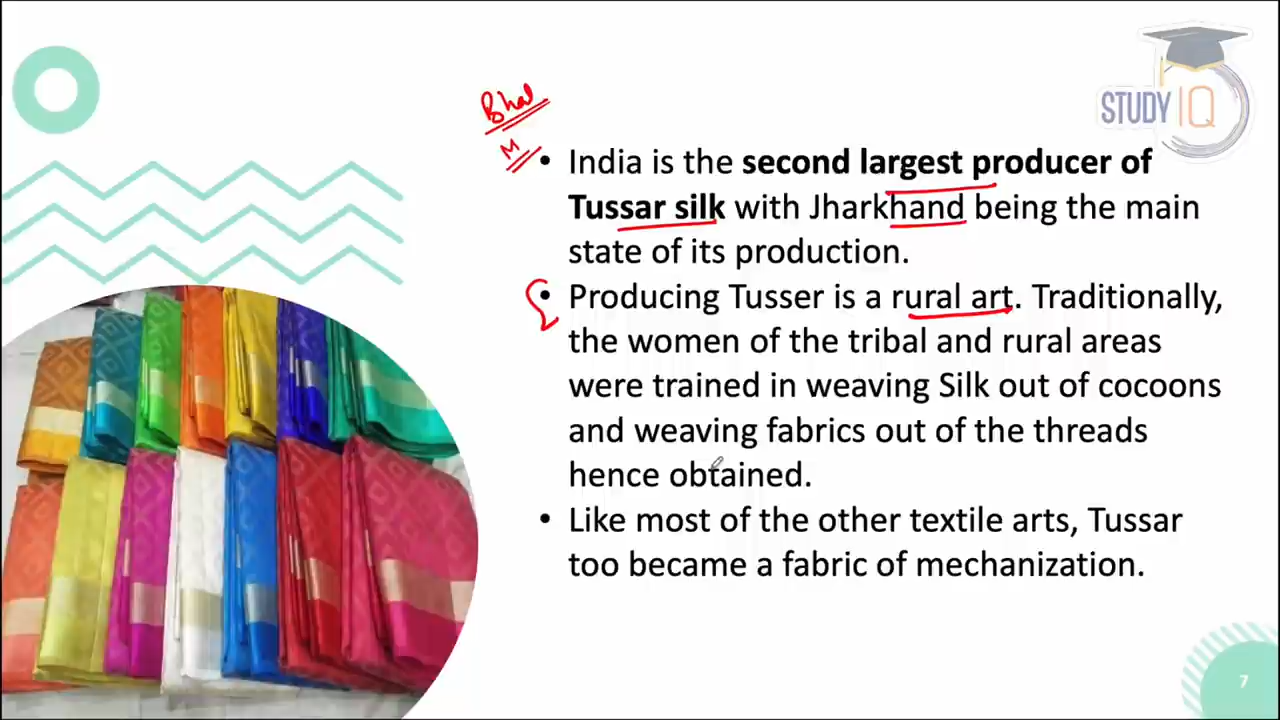 STUDY IQ
Bhal
M
• India is the second largest producer of
Tussar silk with Jharkhand being the main
state of its production.
• Producing Tusser is a rural art. Traditionally,
the women of the tribal and rural areas
were trained in weaving Silk out of cocoons
and weaving fabrics out of the threads
hence obtained.
• Like most of the other textile arts, Tussar
too became a fabric of mechanization.
7